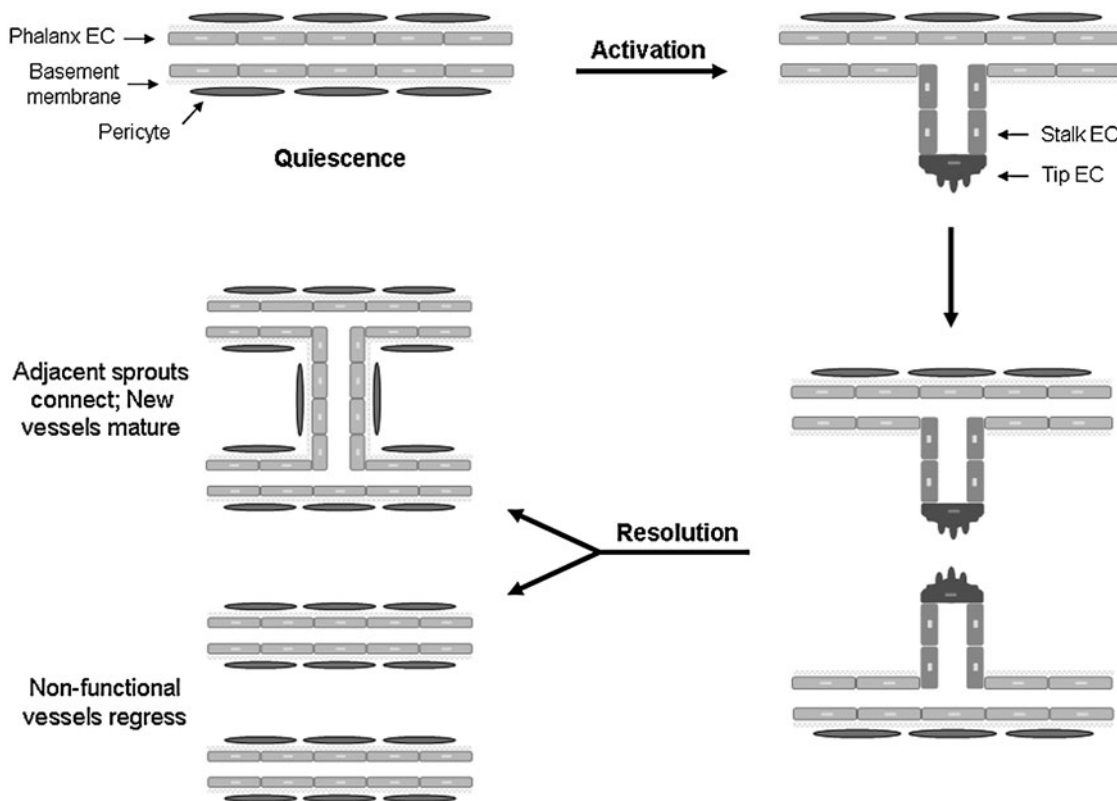 Phalanx EC
Basement
membrane
Pericyte
Quiescence
Activation
Stalk EC
Tip EC
Adjacent sprouts
connect; New
vessels mature
Resolution
Non-functional
vessels regress